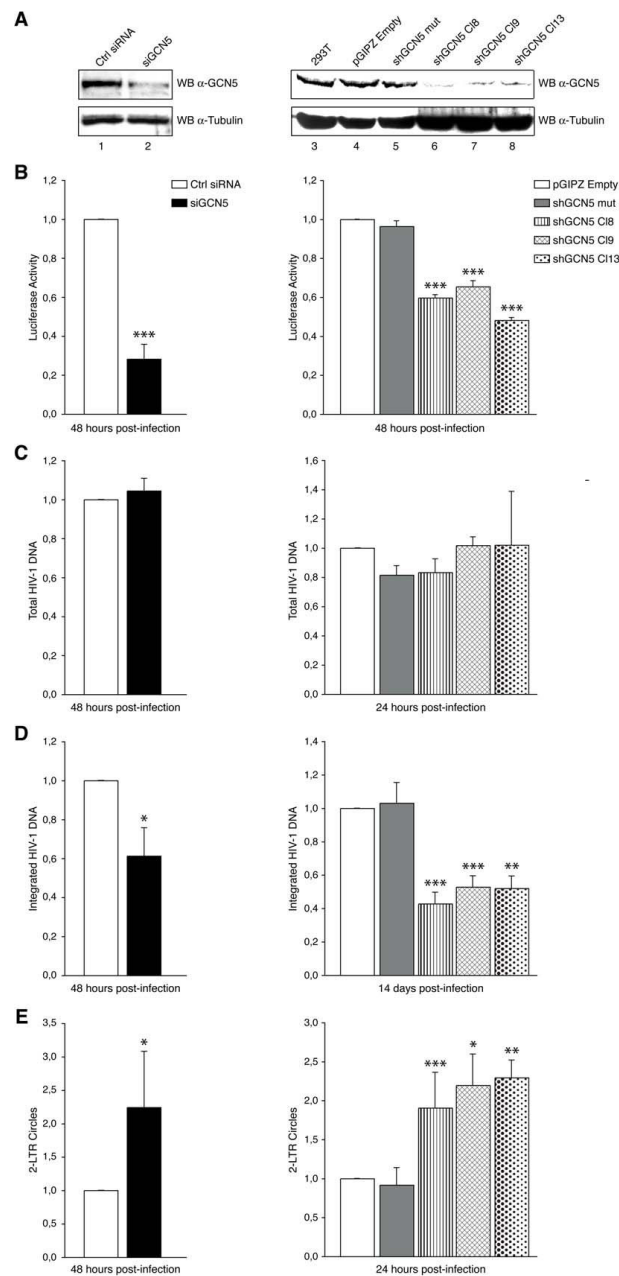 A
Ctrl siRNA
siGCN5
WB α-GCN5
WB α-Tubulin
1 2
293T
pGIPZ Empty
shGCN5 mut
shGCN5 Cl8
shGCN5 Cl9
shGCN5 Cl13
WB α-GCN5
WB α-Tubulin
3 4 5 6 7 8
B
Ctrl siRNA
siGCN5
Luciferase Activity
1,0
0,8
0,6
0,4
0,2
0,0
***
48 hours post-infection
pGIPZ Empty
shGCN5 mut
shGCN5 Cl8
shGCN5 Cl9
shGCN5 Cl13
Luciferase Activity
1,0
0,8
0,6
0,4
0,2
0,0
*** *** ***
48 hours post-infection
C
Total HIV-1 DNA
1,2
1,0
0,8
0,6
0,4
0,2
0,0
48 hours post-infection
Total HIV-1 DNA
1,6
1,4
1,2
1,0
0,8
0,6
0,4
0,2
0,0
24 hours post-infection
D
Integrated HIV-1 DNA
1,2
1,0
0,8
0,6
0,4
0,2
0,0
*
48 hours post-infection
Integrated HIV-1 DNA
1,4
1,2
1,0
0,8
0,6
0,4
0,2
0,0
*** *** **
14 days post-infection
E
2-LTR Circles
3,5
3,0
2,5
2,0
1,5
1,0
0,5
0,0
*
48 hours post-infection
2-LTR Circles
3,0
2,5
2,0
1,5
1,0
0,5
0,0
*** * **
24 hours post-infection